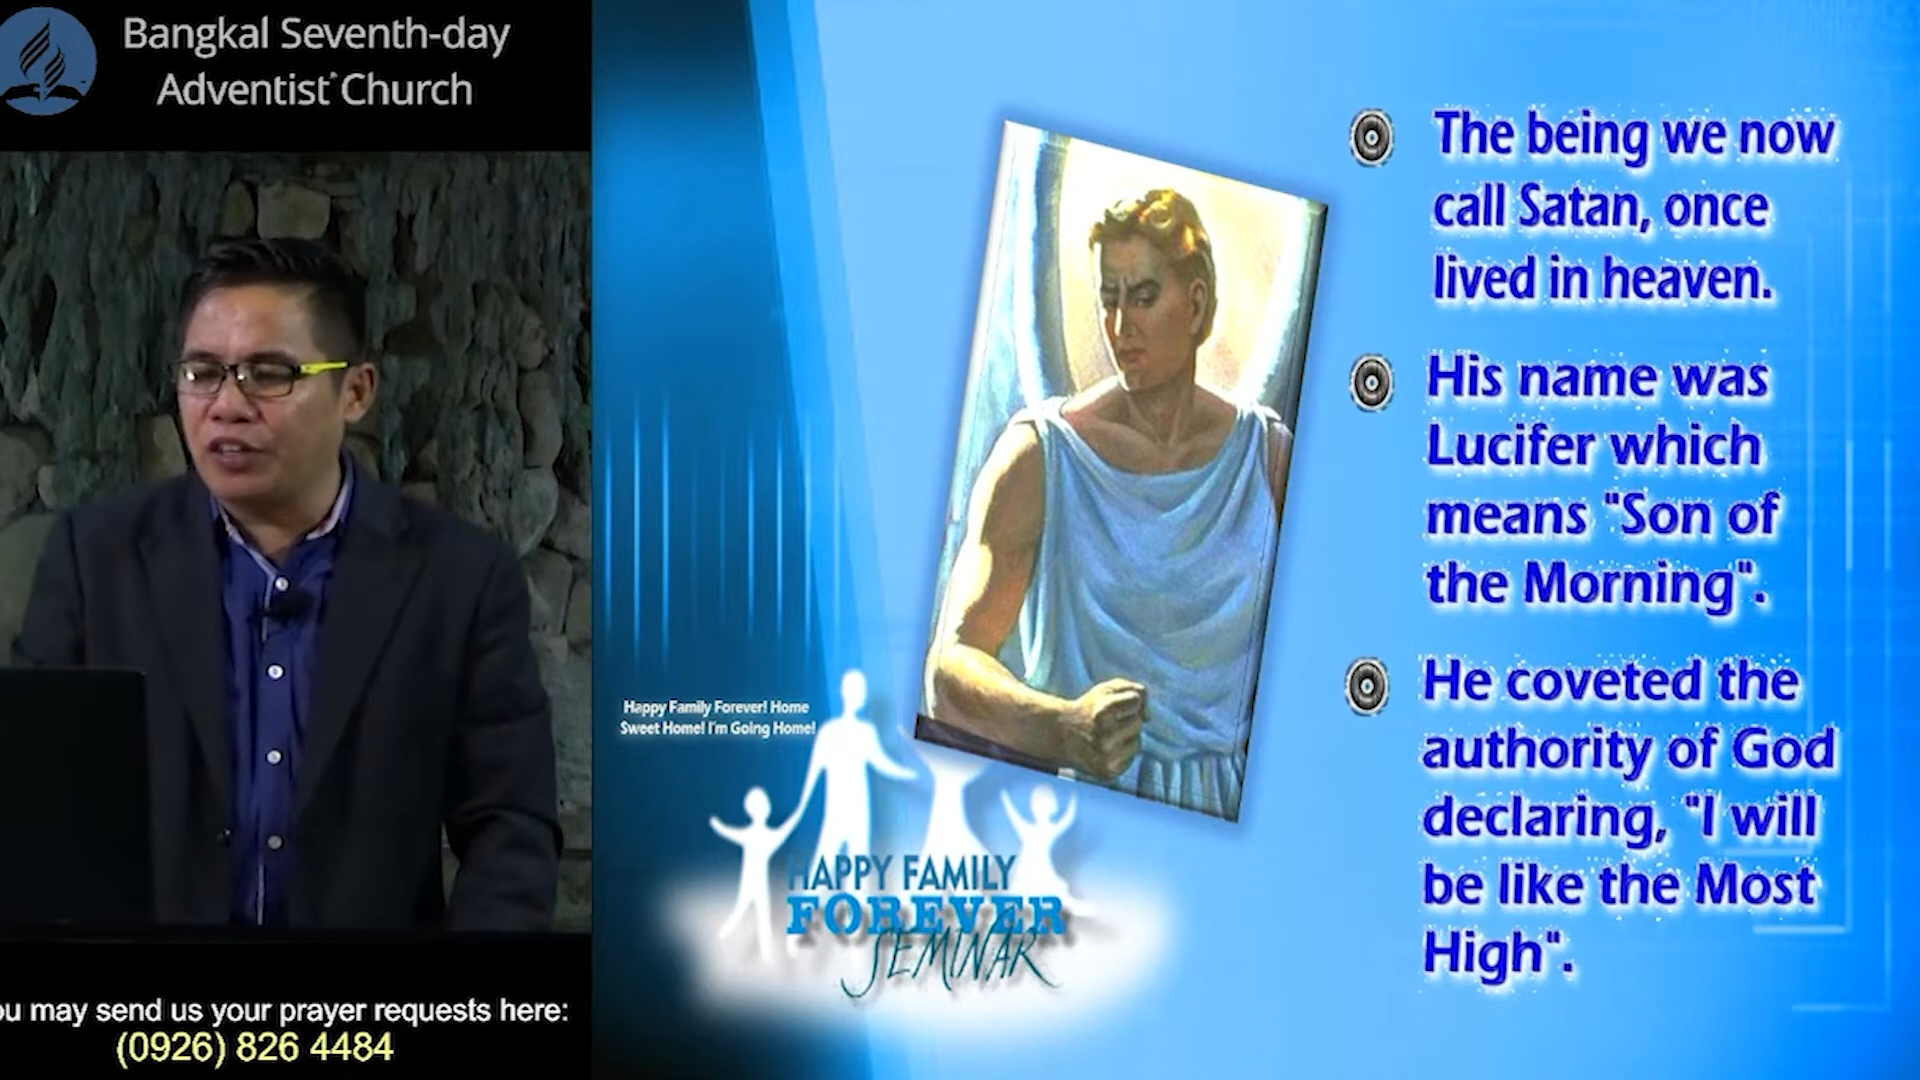 Bangkal Seventh-day
Adventist Church
ou may send us your prayer requests here:
(0926) 826 4484
Happy Family Forever! Home
Sweet Home! I'm Going Home!
HAPPY FAMILY
FOREVER
SEMINAR
The being we now
call Satan, once
lived in heaven.
His name was
Lucifer which
means "Son of
the Morning".
He coveted the
authority of God
declaring, "I will
be like the Most
High".